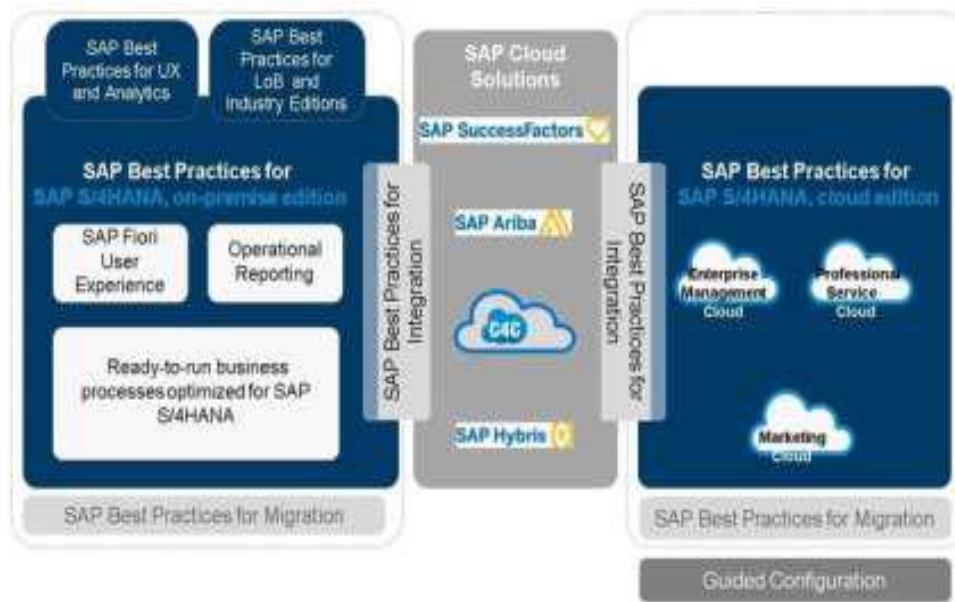 SAP Best
Practices for UX
and Analytics
SAP Best
Practices for
LoB and
Industry Editions
SAP Best Practices for
SAP S/4HANA, on-premise edition
SAP Fiori
User
Experience
Operational
Reporting
Ready-to-run business
processes optimized for SAP
S/4HANA
SAP Best Practices for Migration
SAP Best Practices for
Integration
SAP Cloud
Solutions
SAP SuccessFactors
SAP Ariba
C4C
SAP Hybris
SAP Best Practices for
Integration
SAP Best Practices for
SAP S/4HANA, cloud edition
Enterprise
Management
Cloud
Professional
Service
Cloud
Marketing
Cloud
SAP Best Practices for Migration
Guided Configuration